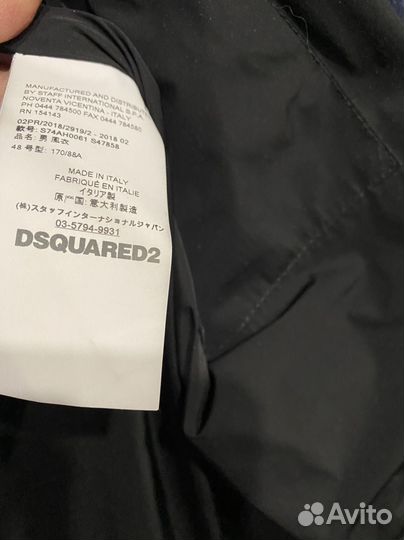 MANUFACTURED AND DISTRIBUTED
BY STAFF INTERNATIONAL S.P.A.
NOVENTA VICENTINA - ITALY
PH 0444 784500 FAX 0444 784580
RN 154143
02PR/2018/2919/2 - 2018 02
款号: S74AH0061 S47858
品名: 男 風衣
48 号型: 170/88A
MADE IN ITALY
FABRIQUÉ EN ITALIE
イタリア製
原产國: 意大利製造
(株)スタッフインターナショナルジャパン
03-5794-9931
DSQUARED2
Avito